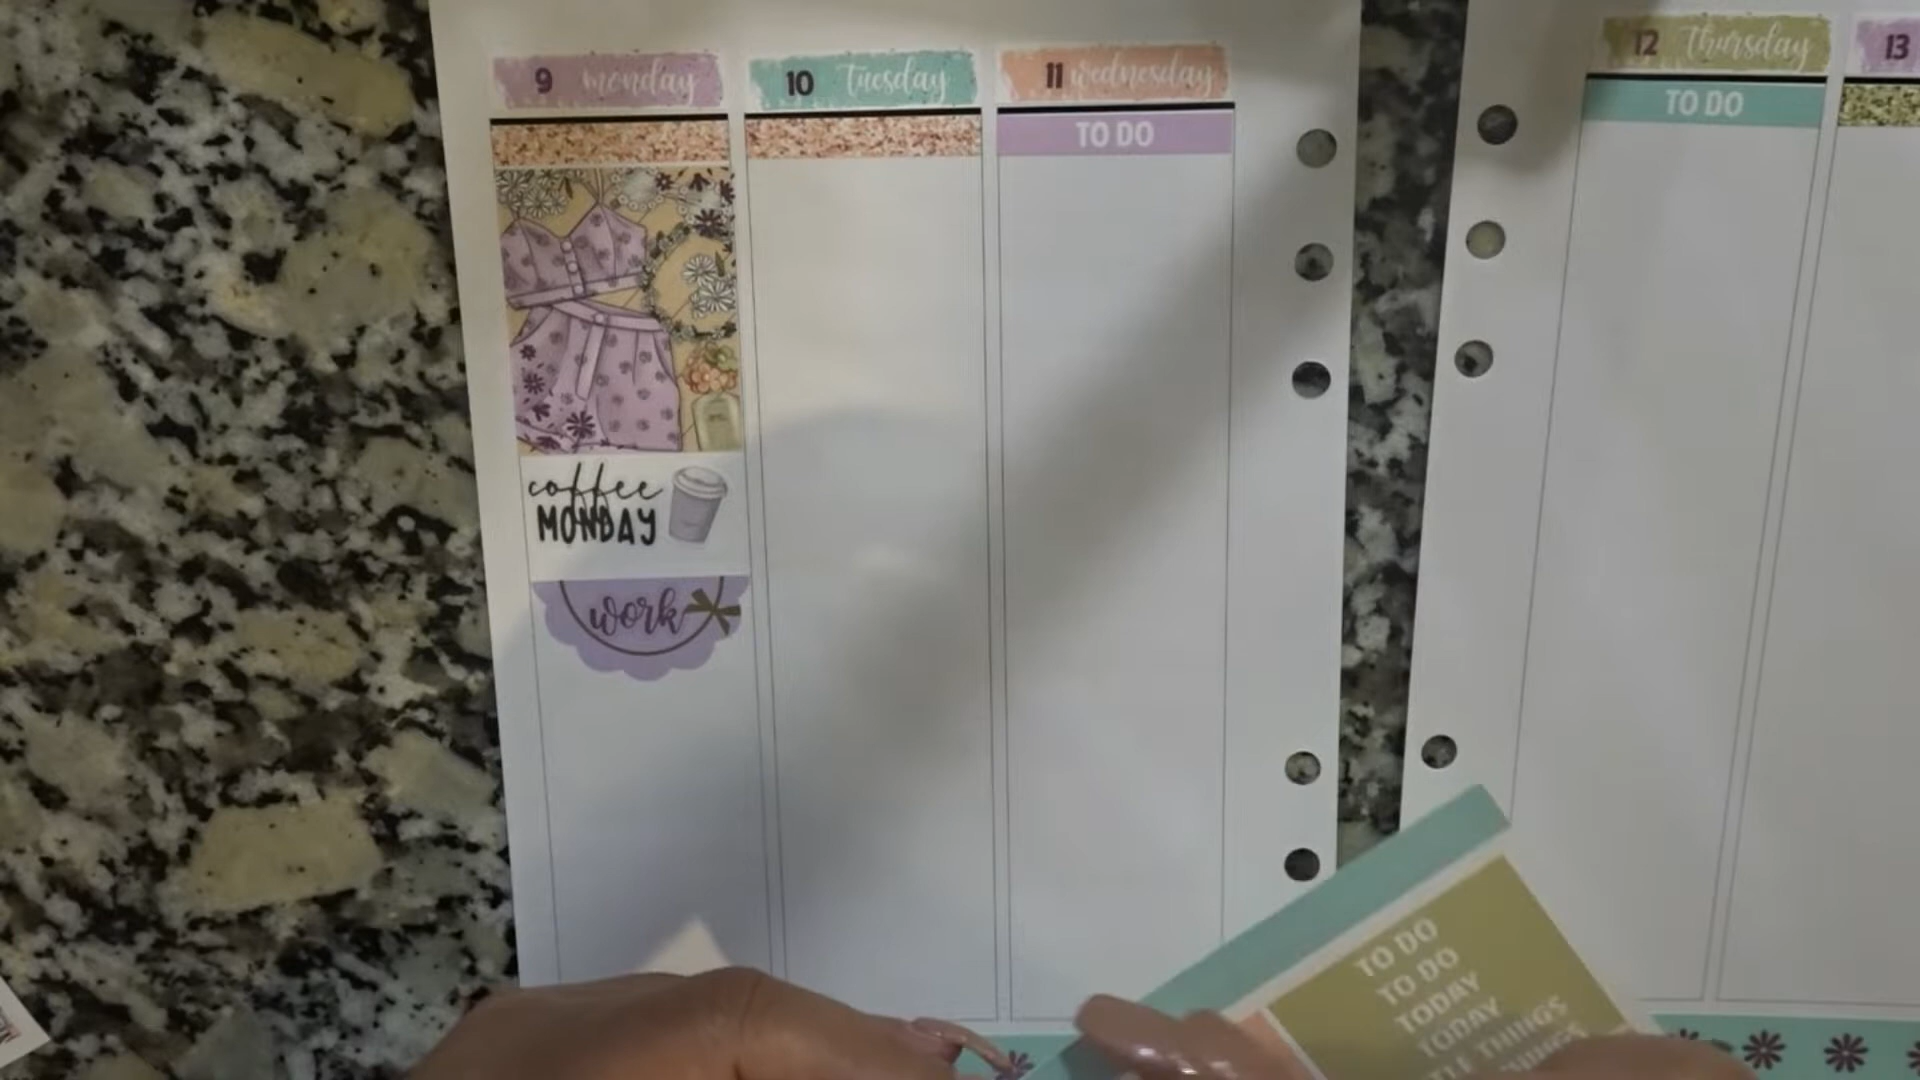 9 monday
10 tuesday
11 wednesday
12 thursday
13
TO DO
TO DO
coffee
MONDAY
work
TO DO
TO DO
TODAY
TODAY
THINGS